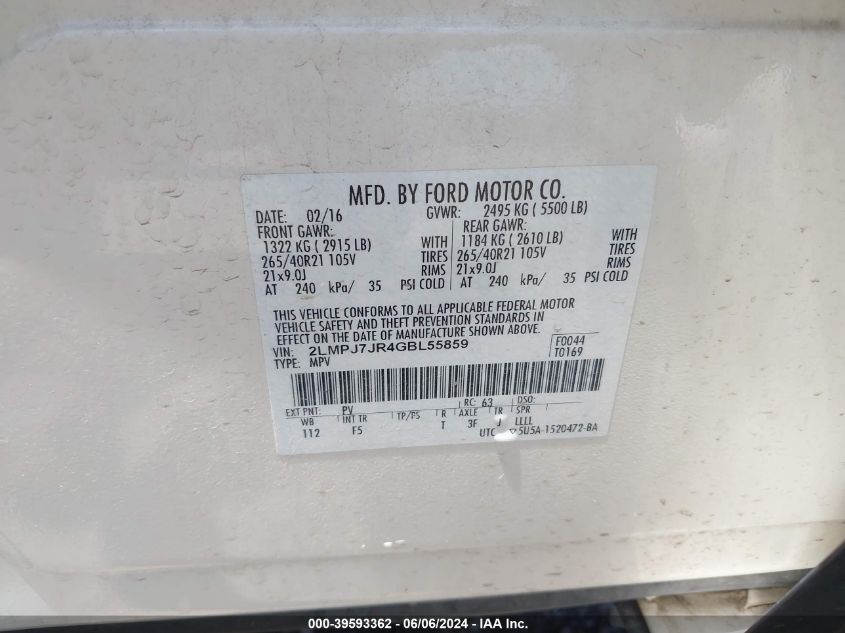 MFD. BY FORD MOTOR CO.
DATE: 02/16 GVWR: 2495 KG ( 5500 LB)
FRONT GAWR: REAR GAWR:
1322 KG ( 2915 LB) WITH 1184 KG ( 2610 LB) WITH
265/40R21 105V TIRES 265/40R21 105V TIRES
21x9.0J RIMS 21x9.0J RIMS
AT 240 kPa/ 35 PSI COLD AT 240 kPa/ 35 PSI COLD
THIS VEHICLE CONFORMS TO ALL APPLICABLE FEDERAL MOTOR
VEHICLE SAFETY AND THEFT PREVENTION STANDARDS IN
EFFECT ON THE DATE OF MANUFACTURE SHOWN ABOVE.
VIN: 2LMPJ7JR4GBL55859 F0044
TYPE: MPV T0169
EXT PNT: PV RC: 63 DSO:
WB INT TR TP/PS R AXLE TR SPR
112 F5 T 3F J LLLL
UTC 5U5A-1520472-BA
000-39593362 - 06/06/2024 - IAA Inc.